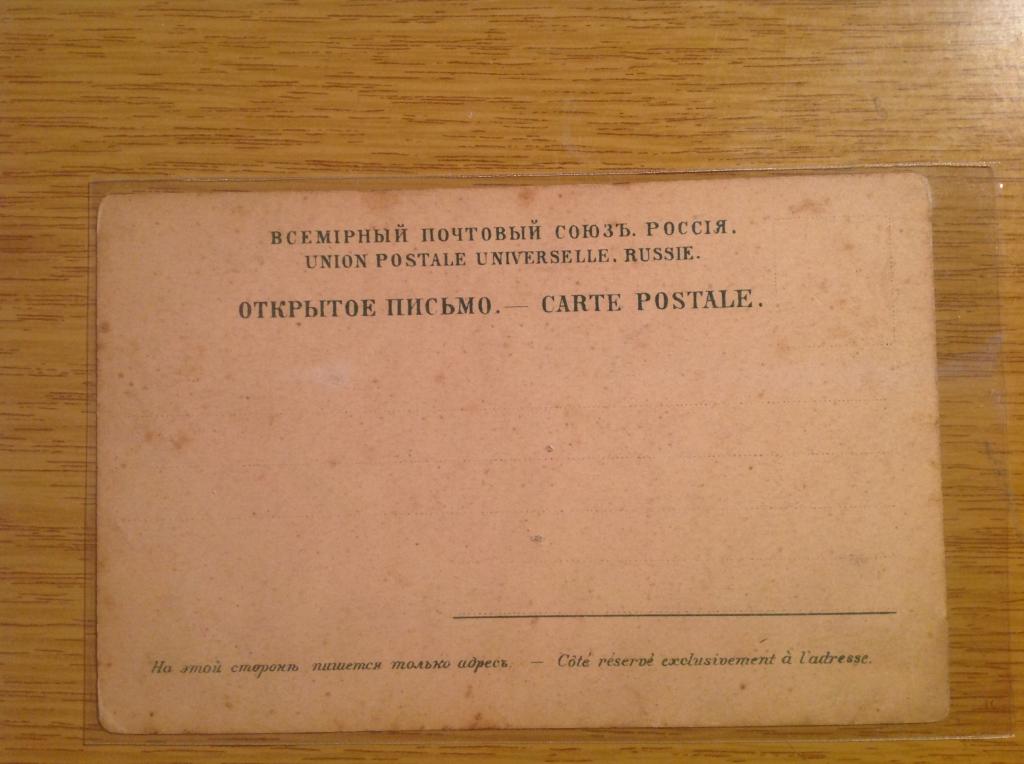 ВСЕМІРНЫЙ ПОЧТОВЫЙ СОЮЗЪ. РОССІЯ.
UNION POSTALE UNIVERSELLE. RUSSIE.
ОТКРЫТОЕ ПИСЬМО.— CARTE POSTALE.
На этой сторонѣ пишется только адресъ. — Côté réservé exclusivement à l'adresse.